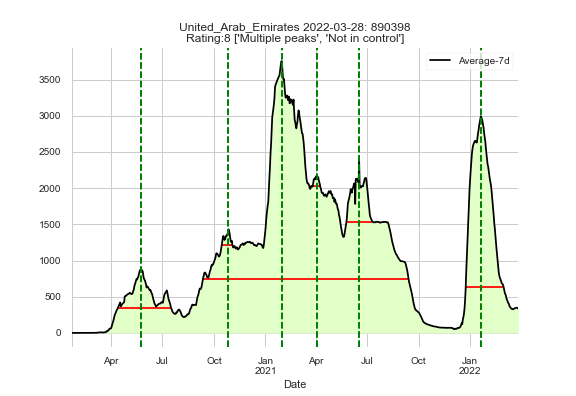 United_Arab_Emirates 2022-03-28: 890398
Rating:8 ['Multiple peaks', 'Not in control']
Average-7d
3500
3000
2500
2000
1500
1000
500
0
Apr Jul Oct Jan Apr Jul Oct Jan
2021 2022
Date